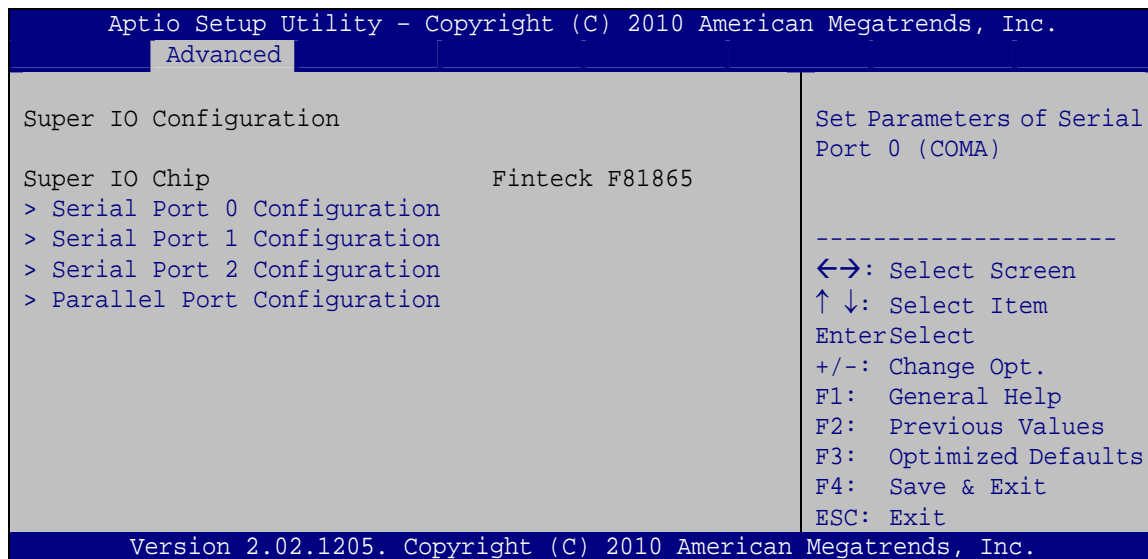 Aptio Setup Utility – Copyright (C) 2010 American Megatrends, Inc.
Advanced
Super IO Configuration
Super IO Chip Finteck F81865
> Serial Port 0 Configuration
> Serial Port 1 Configuration
> Serial Port 2 Configuration
> Parallel Port Configuration
Set Parameters of Serial
Port 0 (COMA)
---------------------
←→: Select Screen
↑ ↓: Select Item
EnterSelect
+/-: Change Opt.
F1: General Help
F2: Previous Values
F3: Optimized Defaults
F4: Save & Exit
ESC: Exit
Version 2.02.1205. Copyright (C) 2010 American Megatrends, Inc.